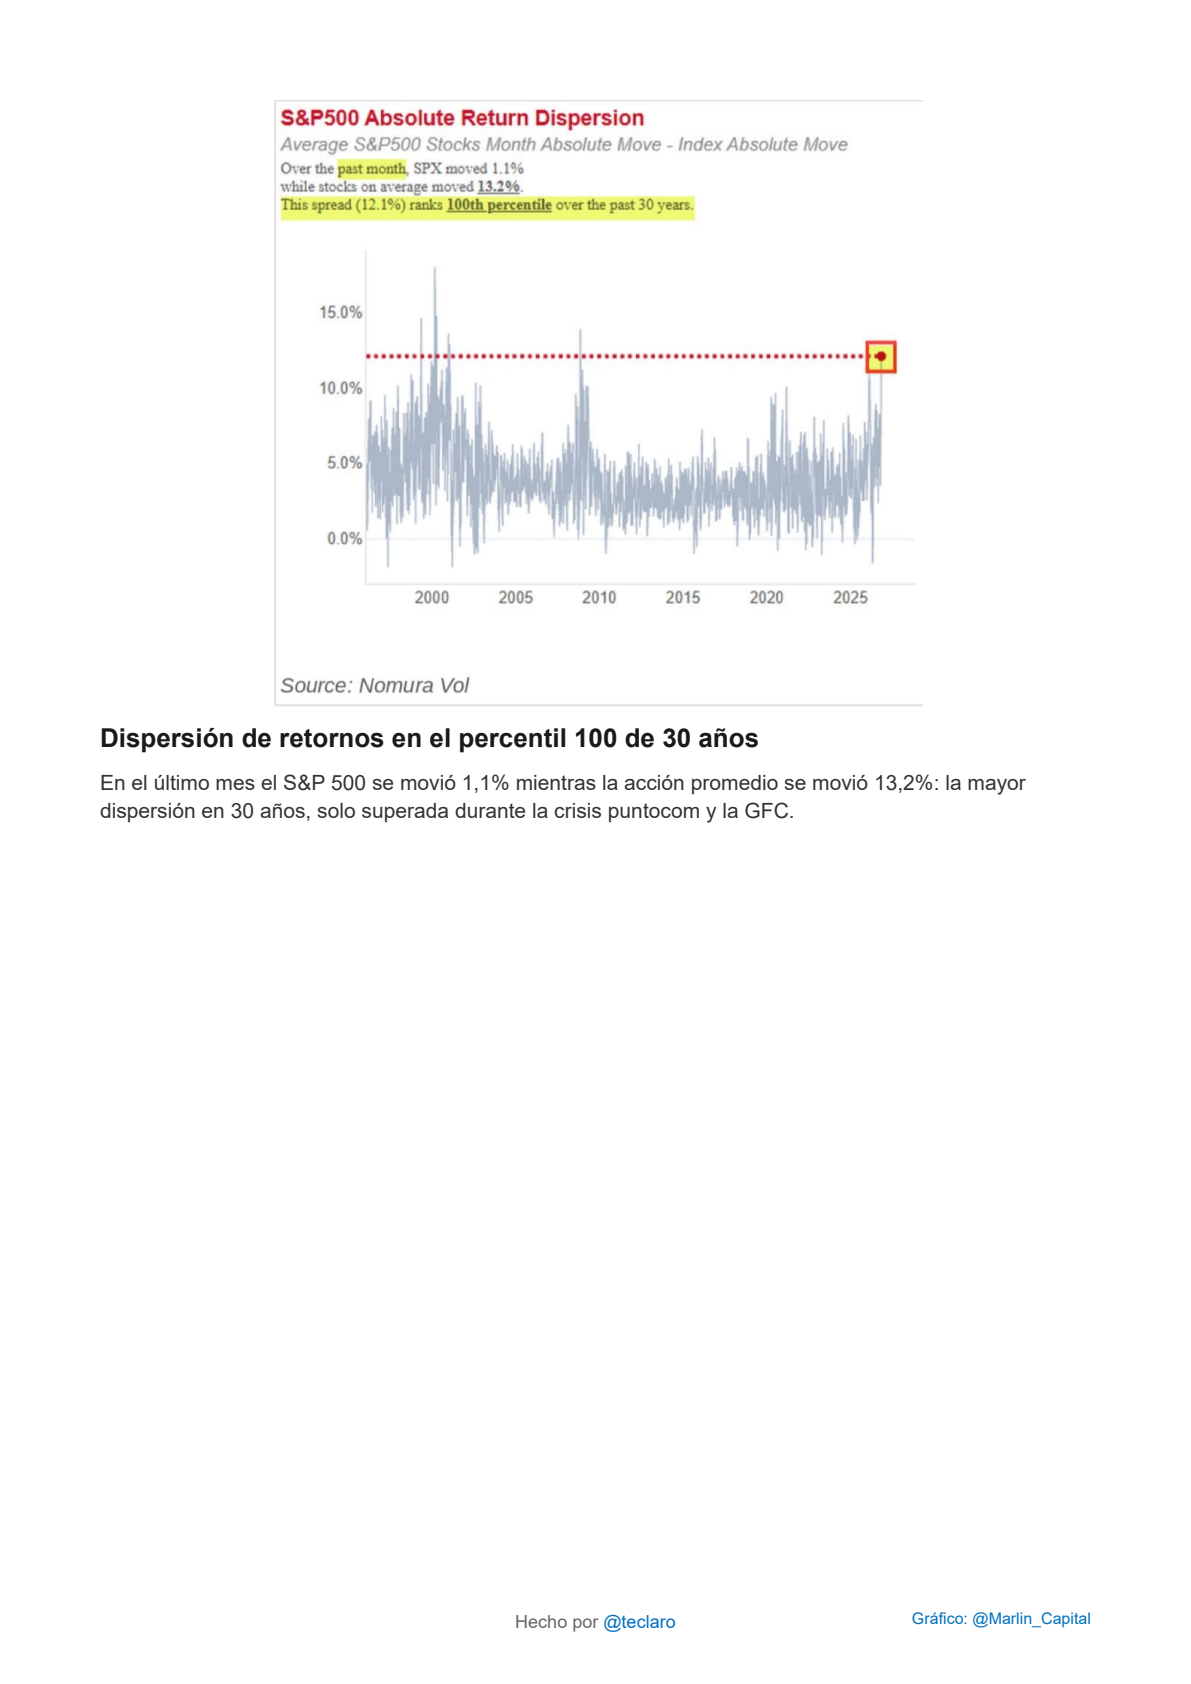 S&P500 Absolute Return Dispersion
Average S&P500 Stocks Month Absolute Move - Index Absolute Move
Over the past month, SPX moved 1.1%
while stocks on average moved 13.2%.
This spread (12.1%) ranks 100th percentile over the past 30 years.
15.0%
10.0%
5.0%
0.0%
2000 2005 2010 2015 2020 2025
Source: Nomura Vol
Dispersión de retornos en el percentil 100 de 30 años
En el último mes el S&P 500 se movió 1,1% mientras la acción promedio se movió 13,2%: la mayor
dispersión en 30 años, solo superada durante la crisis puntocom y la GFC.
Hecho por @teclaro
Gráfico: @Marlin_Capital